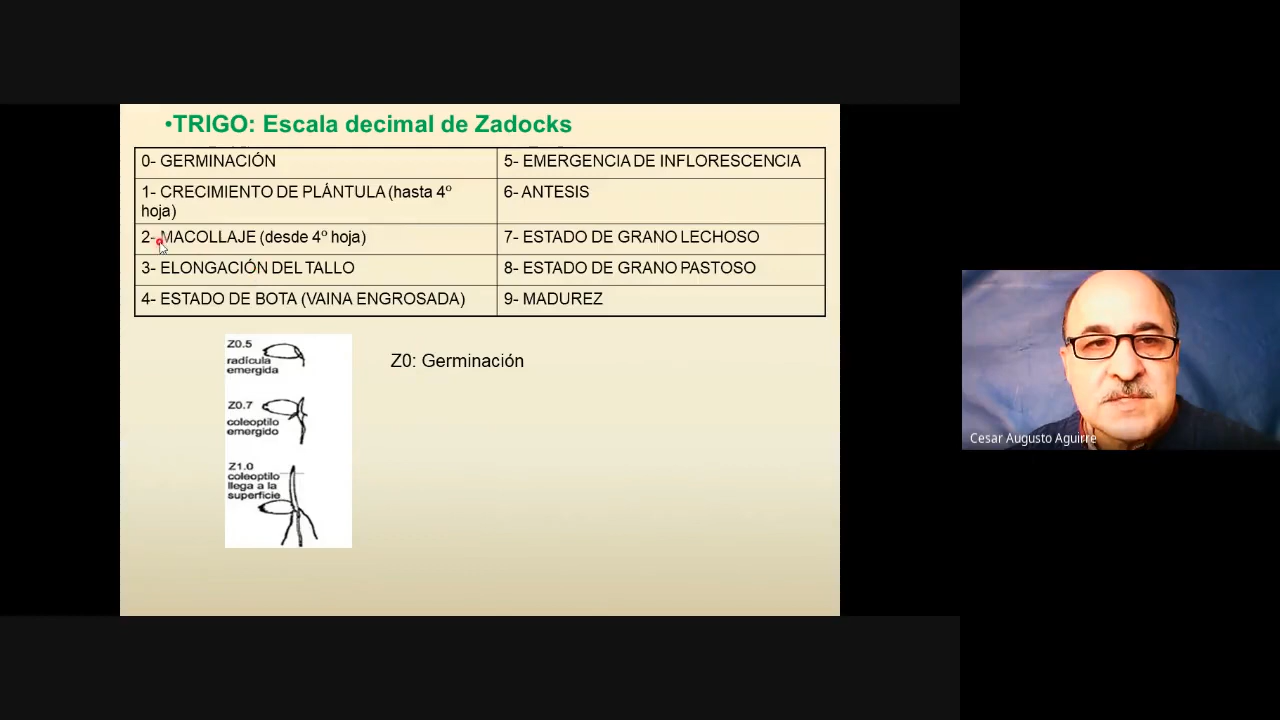 •TRIGO: Escala decimal de Zadocks
0- GERMINACIÓN
5- EMERGENCIA DE INFLORESCENCIA
1- CRECIMIENTO DE PLÁNTULA (hasta 4º
hoja)
6- ANTESIS
2- MACOLLAJE (desde 4º hoja)
7- ESTADO DE GRANO LECHOSO
3- ELONGACIÓN DEL TALLO
8- ESTADO DE GRANO PASTOSO
4- ESTADO DE BOTA (VAINA ENGROSADA)
9- MADUREZ
Z0.5
radícula
emergida
Z0: Germinación
Z0.7
coleoptilo
emergido
Z1.0
coleoptilo
llega a la
superficie
Cesar Augusto Aguirre